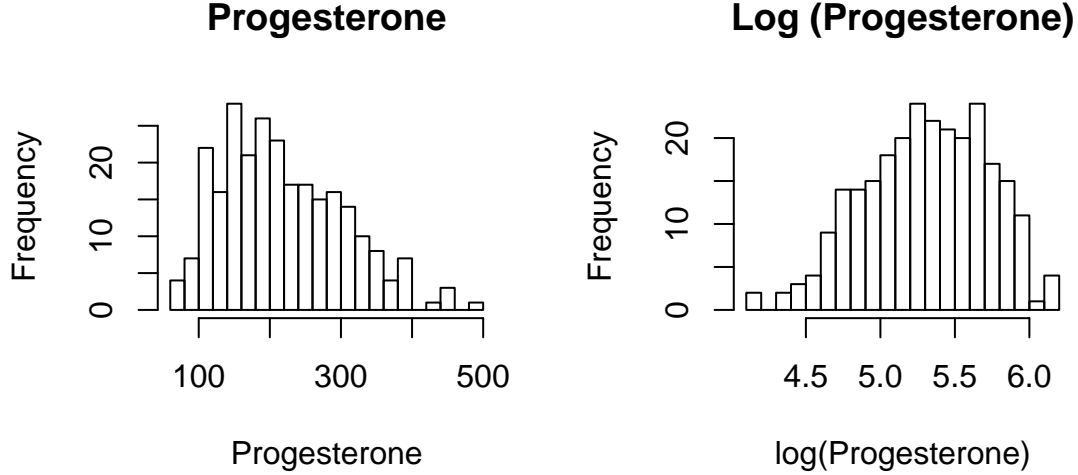 Progesterone
Frequency
0 10 20
100 300 500
Progesterone
Log (Progesterone)
Frequency
0 10 20
4.5 5.0 5.5 6.0
log(Progesterone)